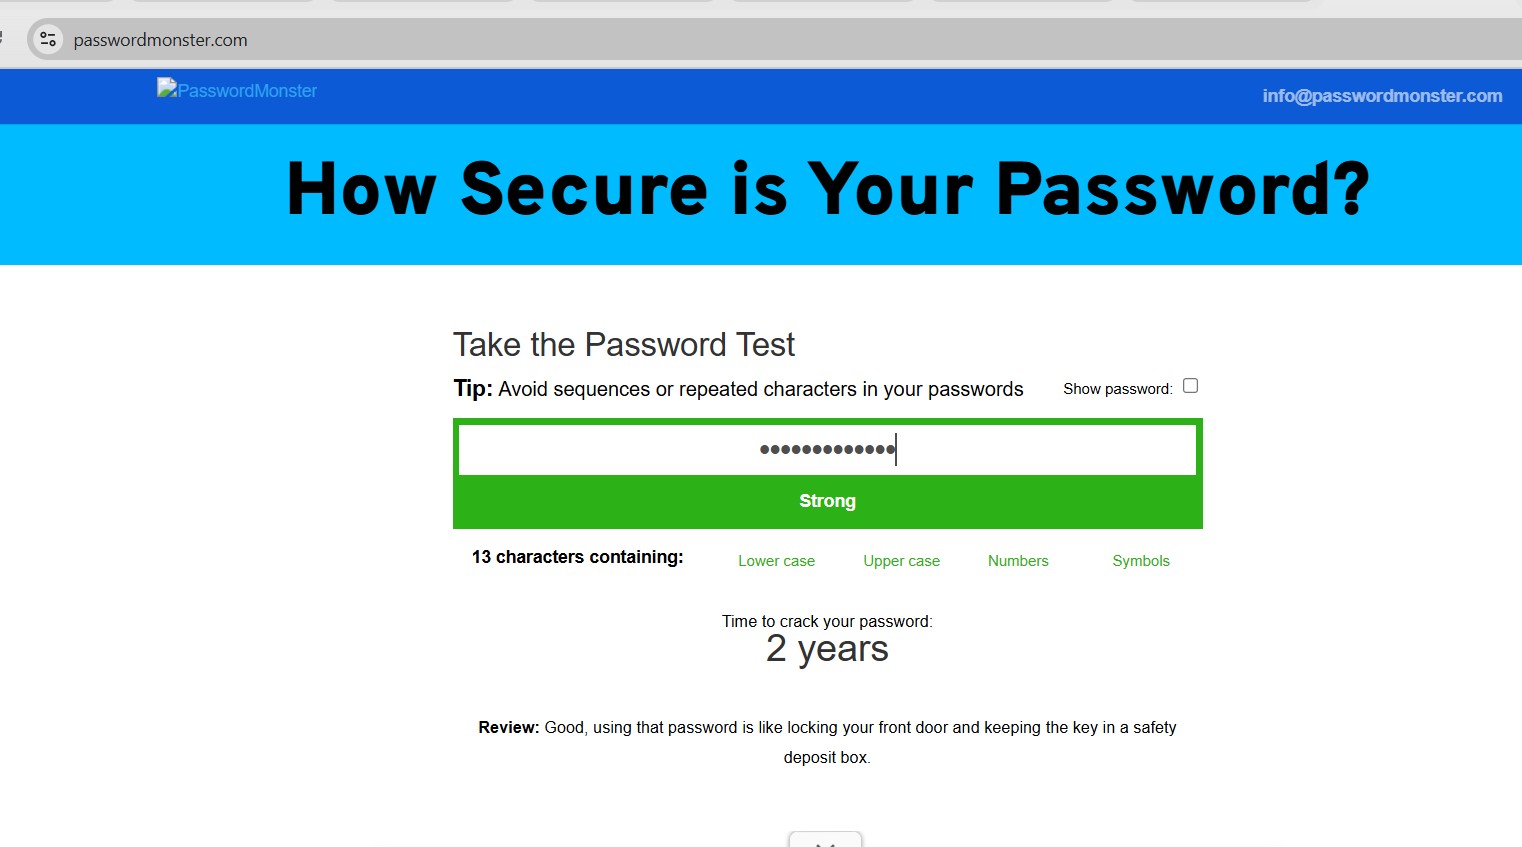 passwordmonster.com
PasswordMonster
info@passwordmonster.com
How Secure is Your Password?
Take the Password Test
Tip: Avoid sequences or repeated characters in your passwords
Show password:
•••••••••••••
Strong
13 characters containing:
Lower case
Upper case
Numbers
Symbols
Time to crack your password:
2 years
Review: Good, using that password is like locking your front door and keeping the key in a safety
deposit box.